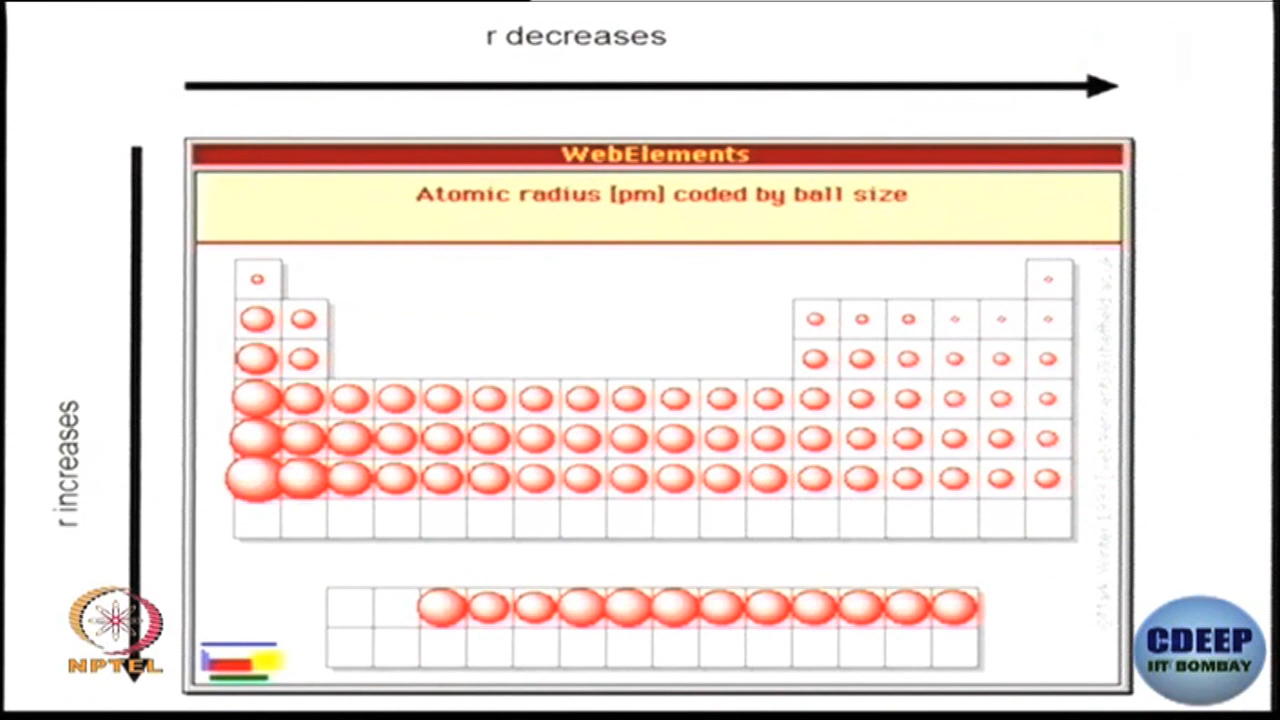 r decreases
WebElements
Atomic radius [pm] coded by ball size
r increases
NPTEL
CDEEP
IIT BOMBAY